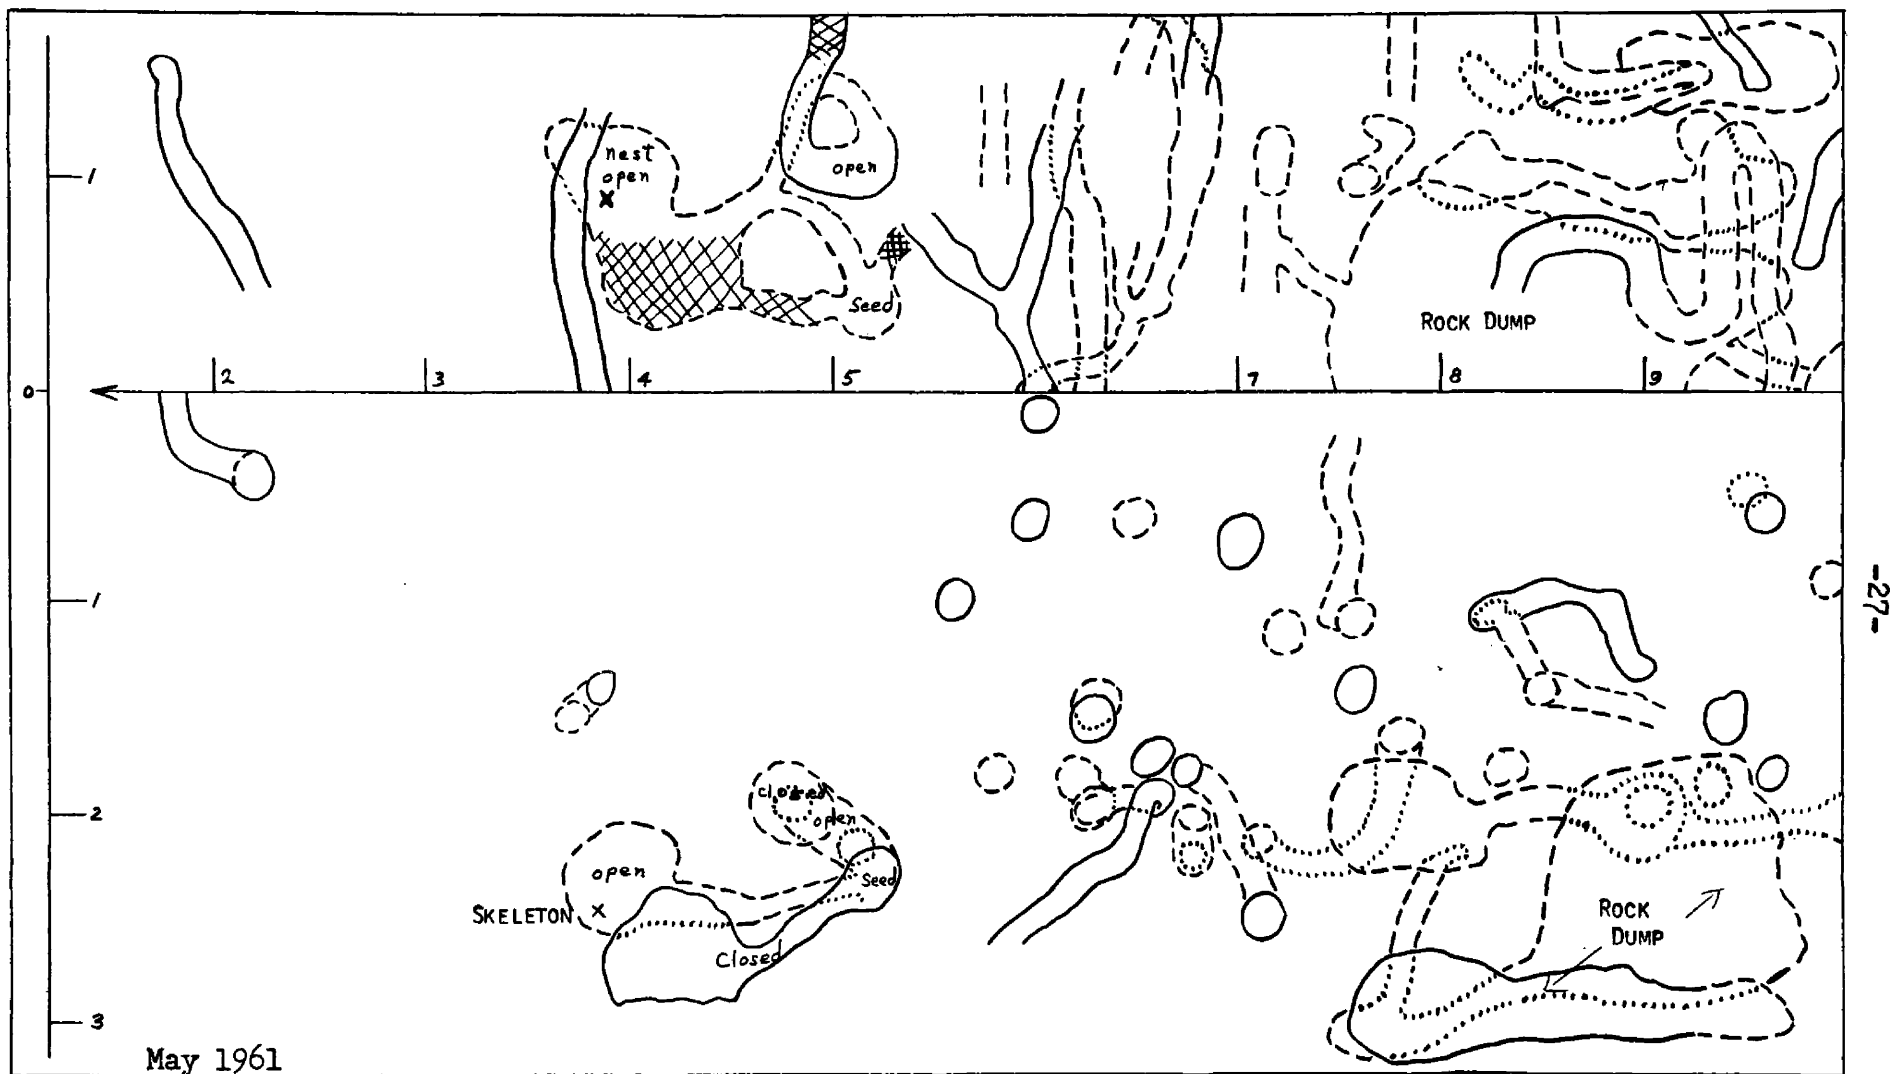 1
nest
open
x
open
Seed
ROCK DUMP
0
2
3
4
5
7
8
9
1
2
closed
open
open
Seed
SKELETON x
Closed
ROCK
DUMP
3
May 1961
-27-